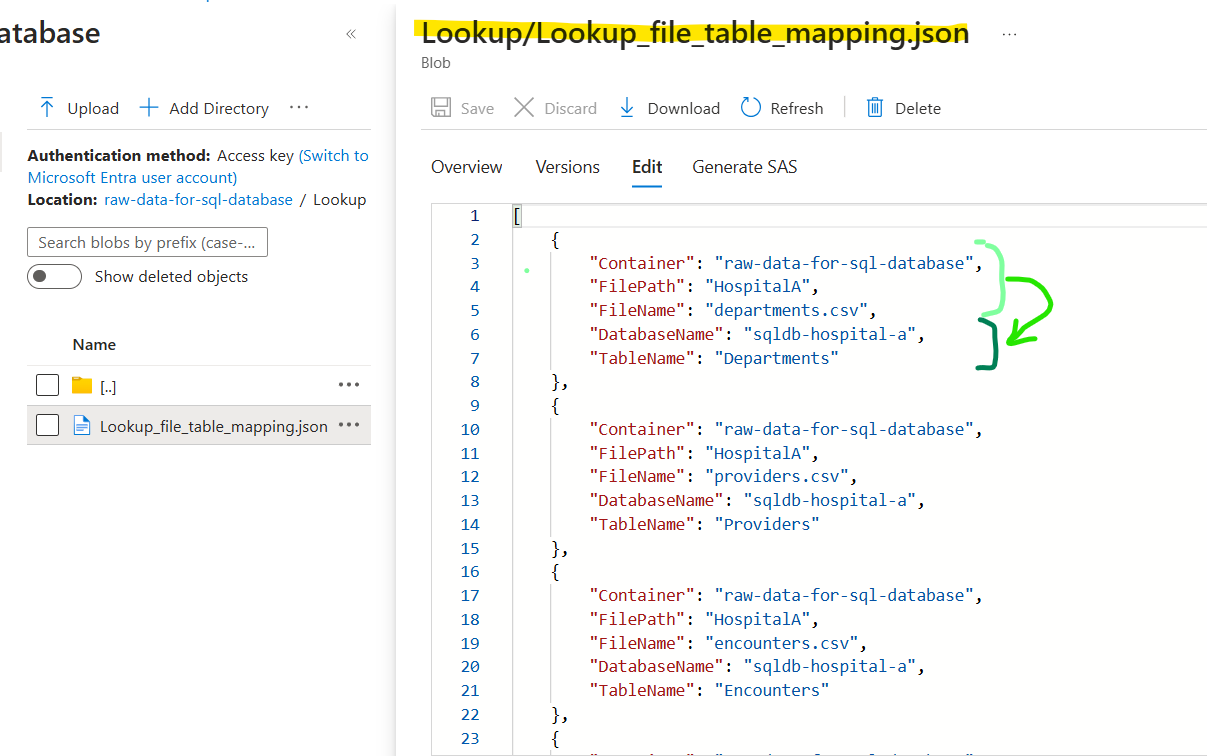 atabase
«
Upload
Add Directory
···
Authentication method: Access key (Switch to
Microsoft Entra user account)
Location: raw-data-for-sql-database / Lookup
Search blobs by prefix (case-...
Show deleted objects
Name
[..]
···
Lookup_file_table_mapping.json
···
Lookup/Lookup_file_table_mapping.json
···
Blob
Save
Discard
Download
Refresh
Delete
Overview
Versions
Edit
Generate SAS
1 [
2 {
3 "Container": "raw-data-for-sql-database",
4 "FilePath": "HospitalA",
5 "FileName": "departments.csv",
6 "DatabaseName": "sqldb-hospital-a",
7 "TableName": "Departments"
8 },
9 {
10 "Container": "raw-data-for-sql-database",
11 "FilePath": "HospitalA",
12 "FileName": "providers.csv",
13 "DatabaseName": "sqldb-hospital-a",
14 "TableName": "Providers"
15 },
16 {
17 "Container": "raw-data-for-sql-database",
18 "FilePath": "HospitalA",
19 "FileName": "encounters.csv",
20 "DatabaseName": "sqldb-hospital-a",
21 "TableName": "Encounters"
22 },
23 {